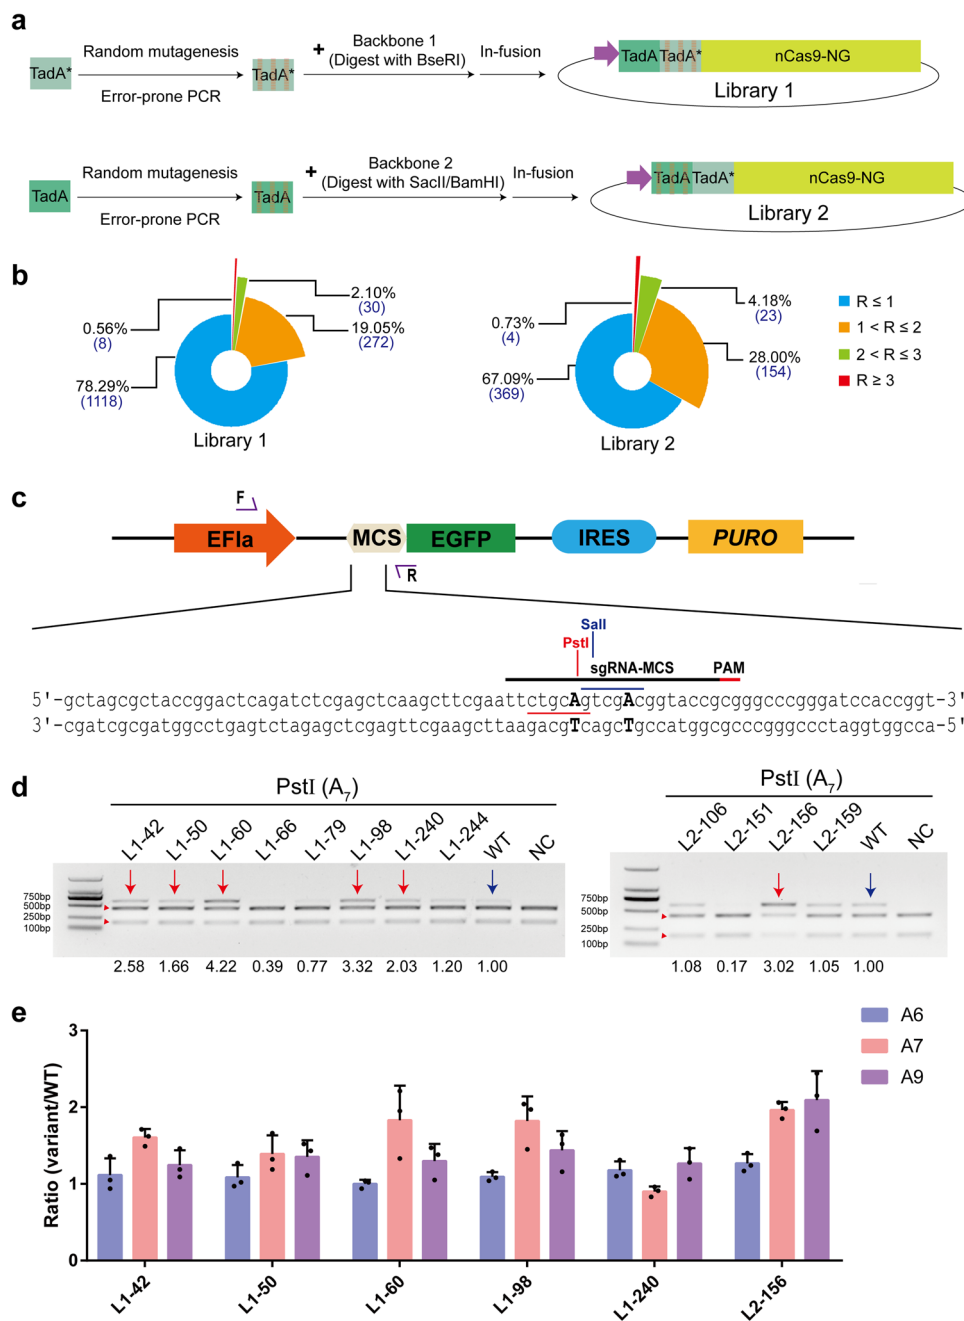 a
TadA*
Random mutagenesis
Error-prone PCR
TadA*
+
Backbone 1
(Digest with BseRI)
In-fusion
TadA
TadA*
nCas9-NG
Library 1
TadA
Random mutagenesis
Error-prone PCR
TadA
+
Backbone 2
(Digest with SacII/BamHI)
In-fusion
TadA
TadA*
nCas9-NG
Library 2
b
0.56%
(8)
2.10%
(30)
19.05%
(272)
78.29%
(1118)
Library 1
0.73%
(4)
4.18%
(23)
28.00%
(154)
67.09%
(369)
Library 2
R ≤ 1
1 < R ≤ 2
2 < R ≤ 3
R ≥ 3
c
F
EFIa
MCS
EGFP
IRES
PURO
R
SalI
PstI
sgRNA-MCS
PAM
5'-gctagcgctaccggactcagatctcgagctcaagcttcgaattctgcAgtcgAcggtaccgcgggcccgggatccaccggt-3'
3'-cgatcgcgatggcctgagtctagagctcgagttcgaagcttaagacgTcagcTgccatggcgcccgggccctaggtggcca-5'
d
PstI (A7)
L1-42
L1-50
L1-60
L1-66
L1-79
L1-98
L1-240
L1-244
WT
NC
750bp
500bp
250bp
100bp
2.58 1.66 4.22 0.39 0.77 3.32 2.03 1.20 1.00
PstI (A7)
L2-106
L2-151
L2-156
L2-159
WT
NC
750bp
500bp
250bp
100bp
1.08 0.17 3.02 1.05 1.00
e
Ratio (variant/WT)
3
2
1
0
L1-42
L1-50
L1-60
L1-98
L1-240
L2-156
A6
A7
A9